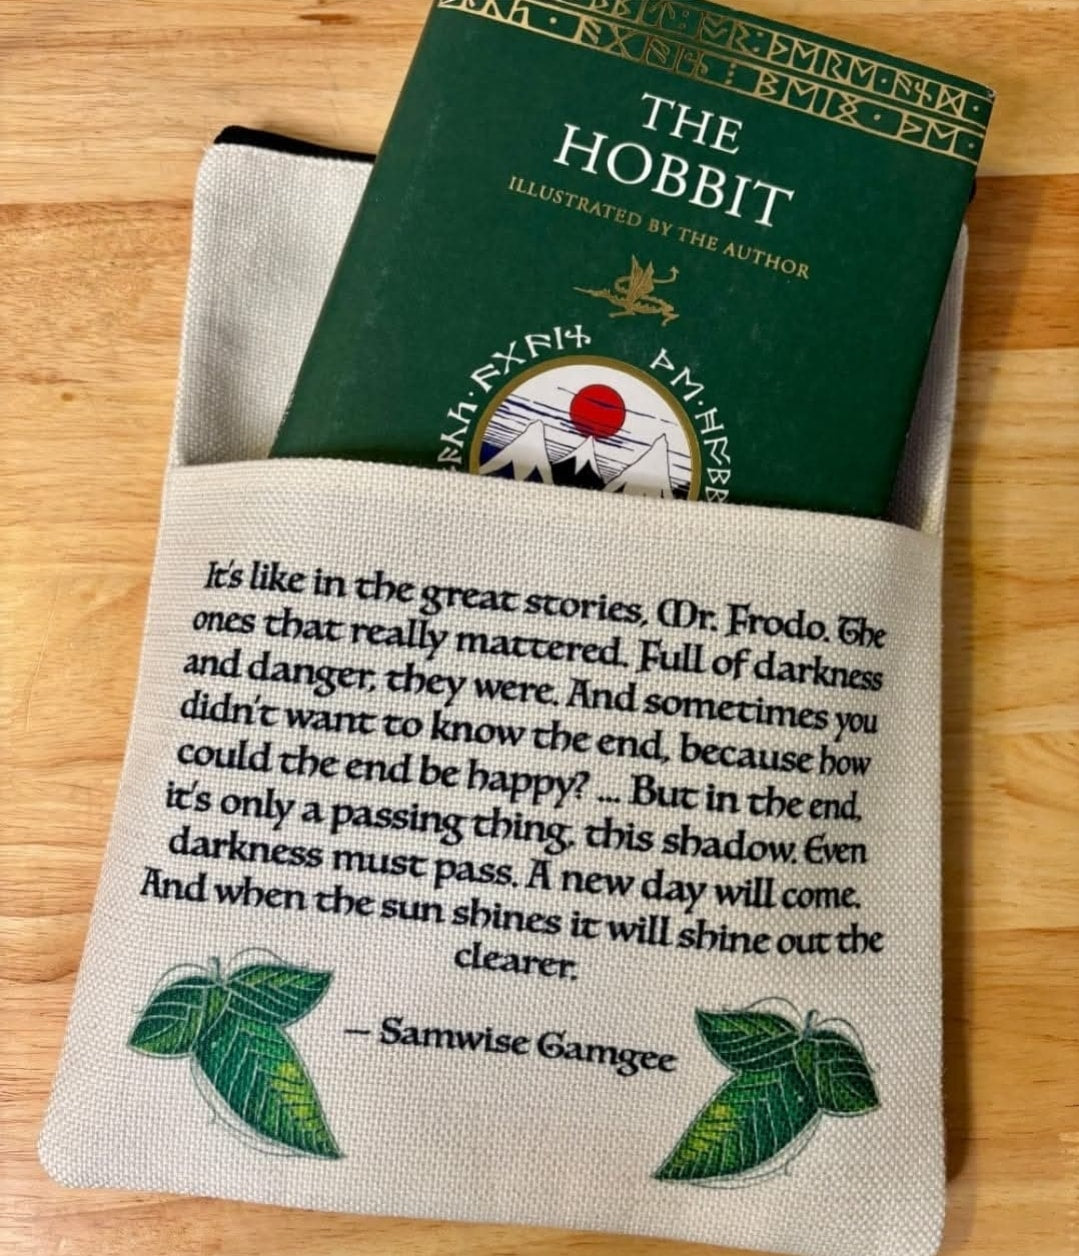 THE
HOBBIT
ILLUSTRATED BY THE AUTHOR
It's like in the great stories, Mr. Frodo. The
ones that really mattered. Full of darkness
and danger, they were. And sometimes you
didn't want to know the end, because how
could the end be happy? ... But in the end,
it's only a passing thing, this shadow. Even
darkness must pass. A new day will come.
And when the sun shines it will shine out the
clearer.
– Samwise Gamgee